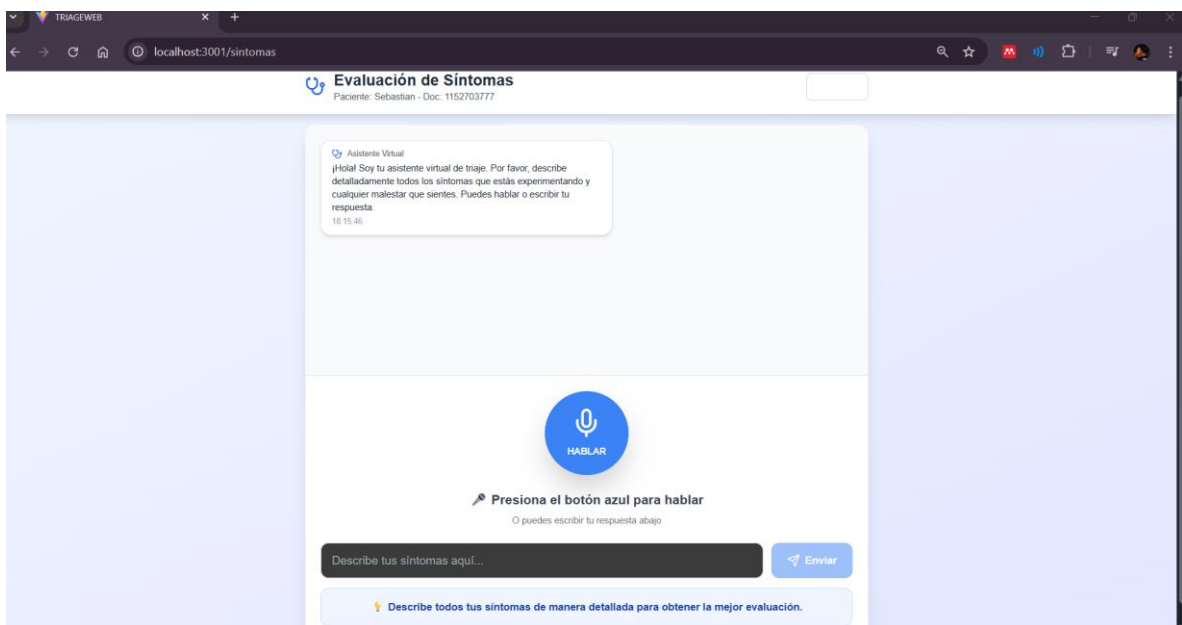 TRIAGEWEB
localhost:3001/sintomas
Evaluación de Síntomas
Paciente: Sebastian - Doc: 1152703777
Asistente Virtual
¡Hola! Soy tu asistente virtual de triaje. Por favor, describe
detalladamente todos los síntomas que estás experimentando y
cualquier malestar que sientes. Puedes hablar o escribir tu
respuesta.
18:15:46
HABLAR
Presiona el botón azul para hablar
O puedes escribir tu respuesta abajo
Describe tus síntomas aquí...
Enviar
Describe todos tus síntomas de manera detallada para obtener la mejor evaluación.